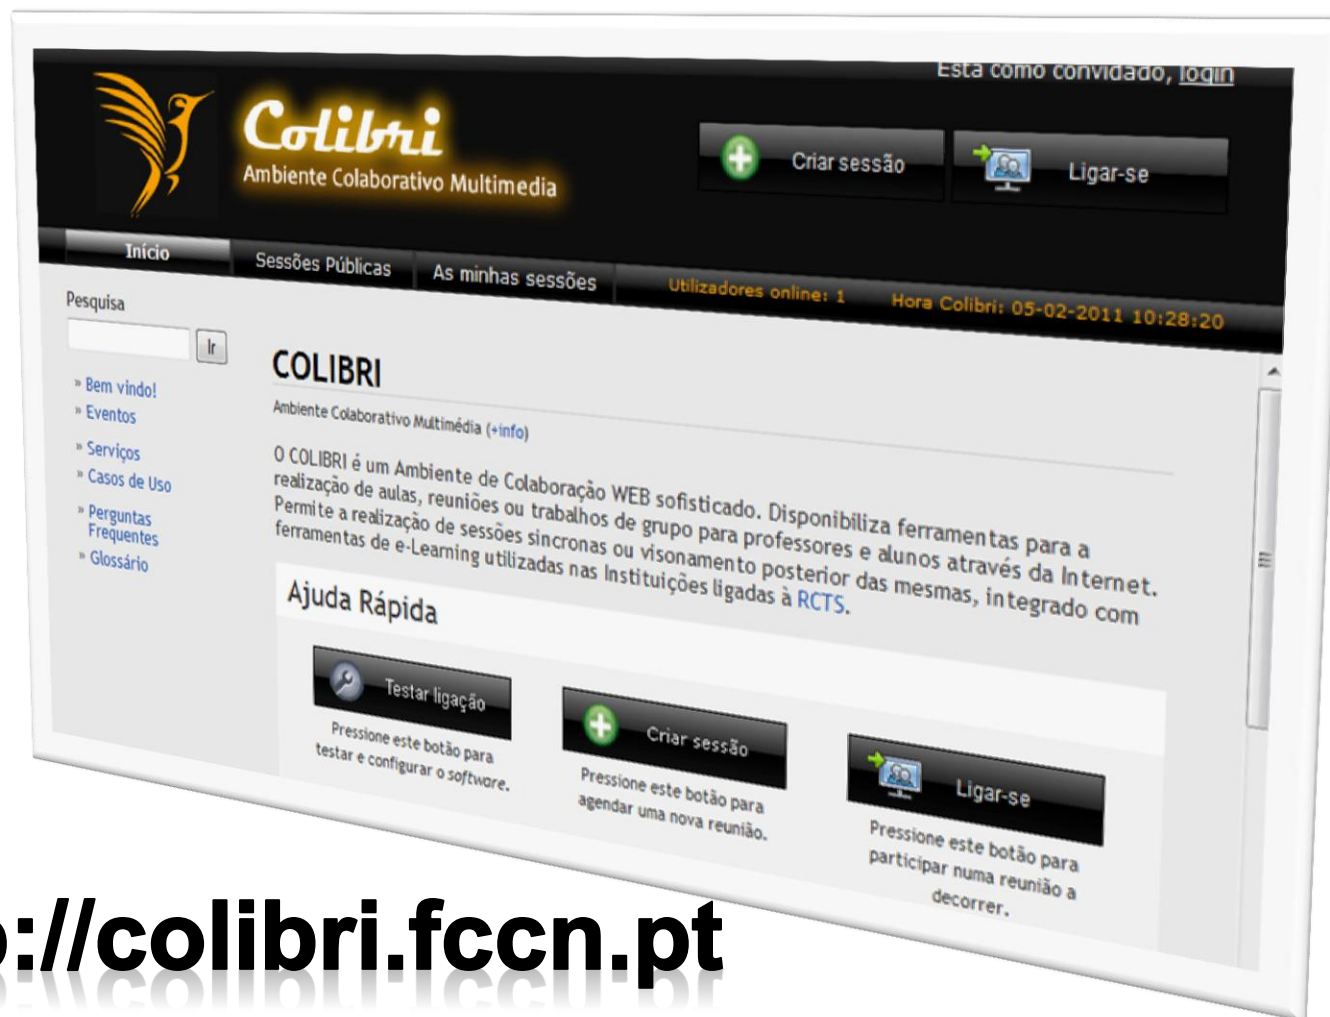 Está como convidado, login
Colibri
Ambiente Colaborativo Multimedia
Criar sessão
Ligar-se
Início
Sessões Públicas
As minhas sessões
Utilizadores online: 1
Hora Colibri: 05-02-2011 10:28:20
Pesquisa
Ir
» Bem vindo!
» Eventos
» Serviços
» Casos de Uso
» Perguntas
Frequentes
» Glossário
COLIBRI
Ambiente Colaborativo Multimédia (+info)
O COLIBRI é um Ambiente de Colaboração WEB sofisticado. Disponibiliza ferramentas para a
realização de aulas, reuniões ou trabalhos de grupo para professores e alunos através da Internet.
Permite a realização de sessões sincronas ou visonamento posterior das mesmas, integrado com
ferramentas de e-Learning utilizadas nas Instituições ligadas à RCTS.
Ajuda Rápida
Testar ligação
Pressione este botão para
testar e configurar o software.
Criar sessão
Pressione este botão para
agendar uma nova reunião.
Ligar-se
Pressione este botão para
participar numa reunião a
decorrer.
p://colibri.fccn.pt